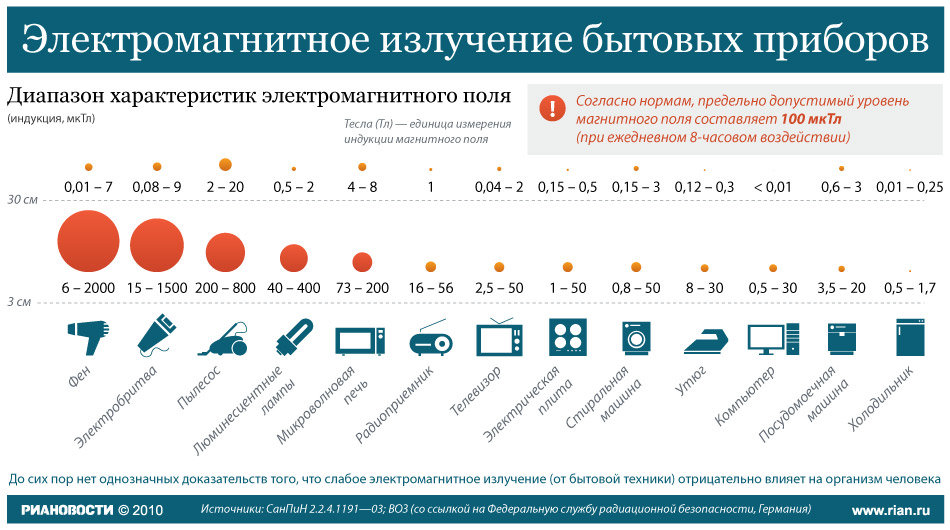 Электромагнитное излучение бытовых приборов
Диапазон характеристик электромагнитного поля
(индукция, мкТл)
Тесла (Тл) — единица измерения
индукции магнитного поля
Согласно нормам, предельно допустимый уровень
магнитного поля составляет 100 мкТл
(при ежедневном 8-часовом воздействии)
0,01 – 7 0,08 – 9 2 – 20 0,5 – 2 4 – 8 1 0,04 – 2 0,15 – 0,5 0,15 – 3 0,12 – 0,3 < 0,01 0,6 – 3 0,01 – 0,25
30 см
6 – 2000 15 – 1500 200 – 800 40 – 400 73 – 200 16 – 56 2,5 – 50 1 – 50 0,8 – 50 8 – 30 0,5 – 30 3,5 – 20 0,5 – 1,7
3 см
Фен
Электробритва
Пылесос
Люминесцентные
лампы
Микроволновая
печь
Радиоприемник
Телевизор
Электрическая
плита
Стиральная
машина
Утюг
Компьютер
Посудомоечная
машина
Холодильник
До сих пор нет однозначных доказательств того, что слабое электромагнитное излучение (от бытовой техники) отрицательно влияет на организм человека
РИАНОВОСТИ © 2010 Источники: СанПиН 2.2.4.1191—03; ВОЗ (со ссылкой на Федеральную службу радиационной безопасности, Германия) www.rian.ru